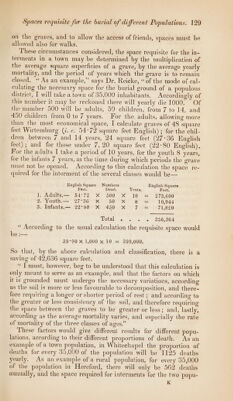 Spaces requisite for the burial of different Populations. 129
on the graves, and to allow the access of friends, spaces must be
allowed also for walks.
These circumstances considered, the space requisite for the in-
terments in a town may be determined by the multiplication of
the average square superficies of a grave, by the average yearly
mortality, and the period of years which the grave is to remain
closed. “As an example,” says Dr. Reicke, “of the mode of cal-
culating the necessary space for the burial ground of a populous
district, I will take a town of 35,000 inhabitants. Accordingly of
this number it may be reckoned there will yearly die 1000. Of
the number 500 will be adults, 50 children, from 7 to 14, and
450 children from 0 to 7 years. For the adults, allowing more
than the most economical space, I calculate graves of 48 square
feet Wurtemburg (i. e. 54·72 square feet English); for the chil-
dren between 7 and 14 years, 24 square feet (27·36 English
feet); and for those under 7, 20 square feet (22·80 English).
For the adults I take a period of 10 years, for the youth 8 years,
for the infants 7 years, as the time during which periods the grave
must not be opened. According to this calculation the space re-
quired for the interment of the several classes would be—
English Square Feet. Numbers Dead. Years. English Square Feet.
1. Adults,— 54·72 × 500 × 10 = 273,600
2. Youth,— 27·36 × 50 × 8 = 10,944
3. Infants,— 22·80 × 450 × 7 = 71,820
Total . . . . 356,364
“According to the usual calculation the requisite space would
be :—
39·90 × 1,000 × 10 = 399,000.
So that, by the above calculation and classification, there is a
saving of 42,636 square feet.
“I must, however, beg to be understood that this calculation is
only meant to serve as an example, and that the factors on which
it is grounded must undergo the necessary variations, according
as the soil is more or less favourable to decomposition, and there-
fore requiring a longer or shorter period of rest; and according to
the greater or less consistency of the soil, and therefore requiring
the space between the graves to be greater or less; and, lastly,
according as the average mortality varies, and especially the rate
of mortality of the three classes of ages.”
These factors would give different results for different popu-
lations, according to their different proportions of death. As an
example of a town population, in Whitechapel the proportion of
deaths for every 35,000 of the population will be 1125 deaths
yearly. As an example of a rural population, for every 35,000
of the population in Hereford, there will only be 562 deaths
annually, and the space required for interments for the two popu-
K